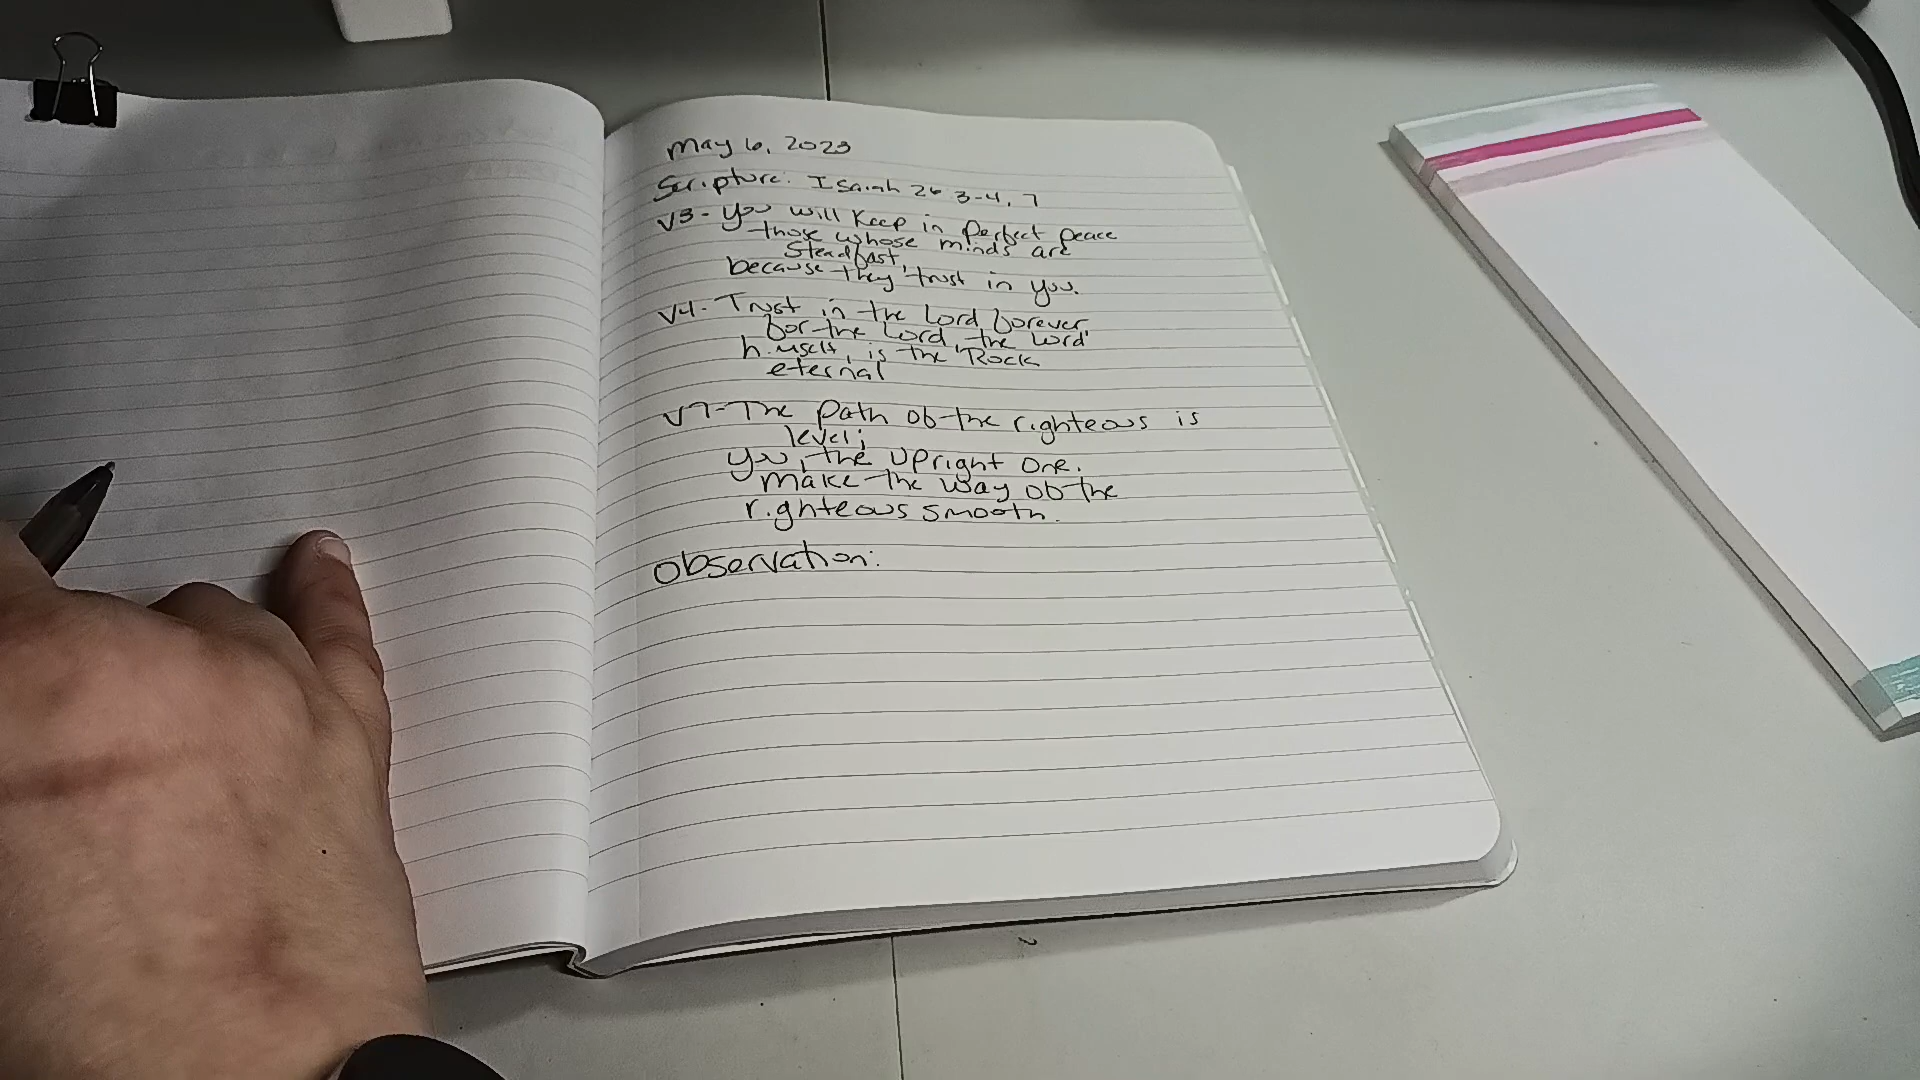 May 6, 2023
Scripture: Isaiah 26 3-4, 7
V3- You will keep in perfect peace
those whose minds are
steadfast,
because they trust in you.
V4- Trust in the Lord forever,
for the Lord, the Lord
himself, is the Rock
eternal
V7- The path of the righteous is
level;
you, the upright one.
make the way of the
righteous smooth.
Observation: